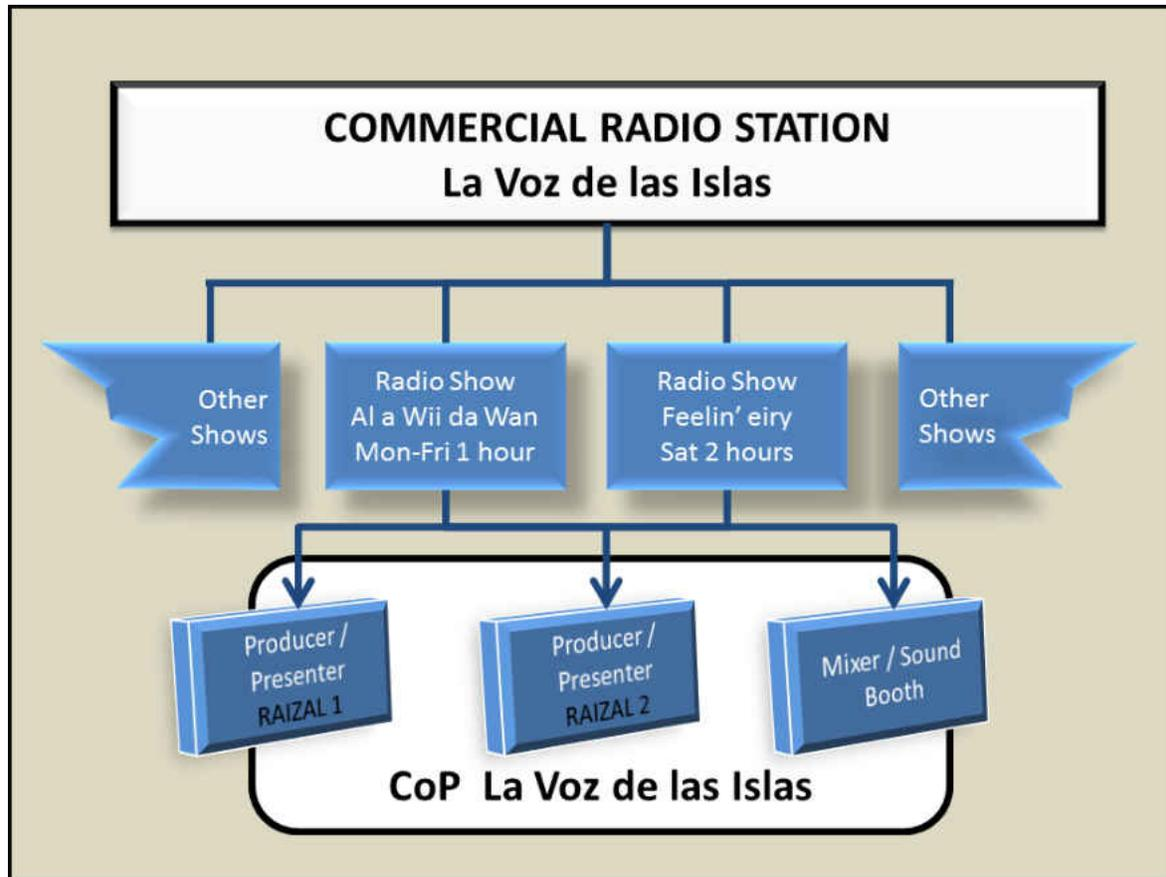 COMMERCIAL RADIO STATION
La Voz de las Islas
Other
Shows
Radio Show
Al a Wii da Wan
Mon-Fri 1 hour
Radio Show
Feelin’ eiry
Sat 2 hours
Other
Shows
Producer /
Presenter
RAIZAL 1
Producer /
Presenter
RAIZAL 2
Mixer / Sound
Booth
CoP La Voz de las Islas